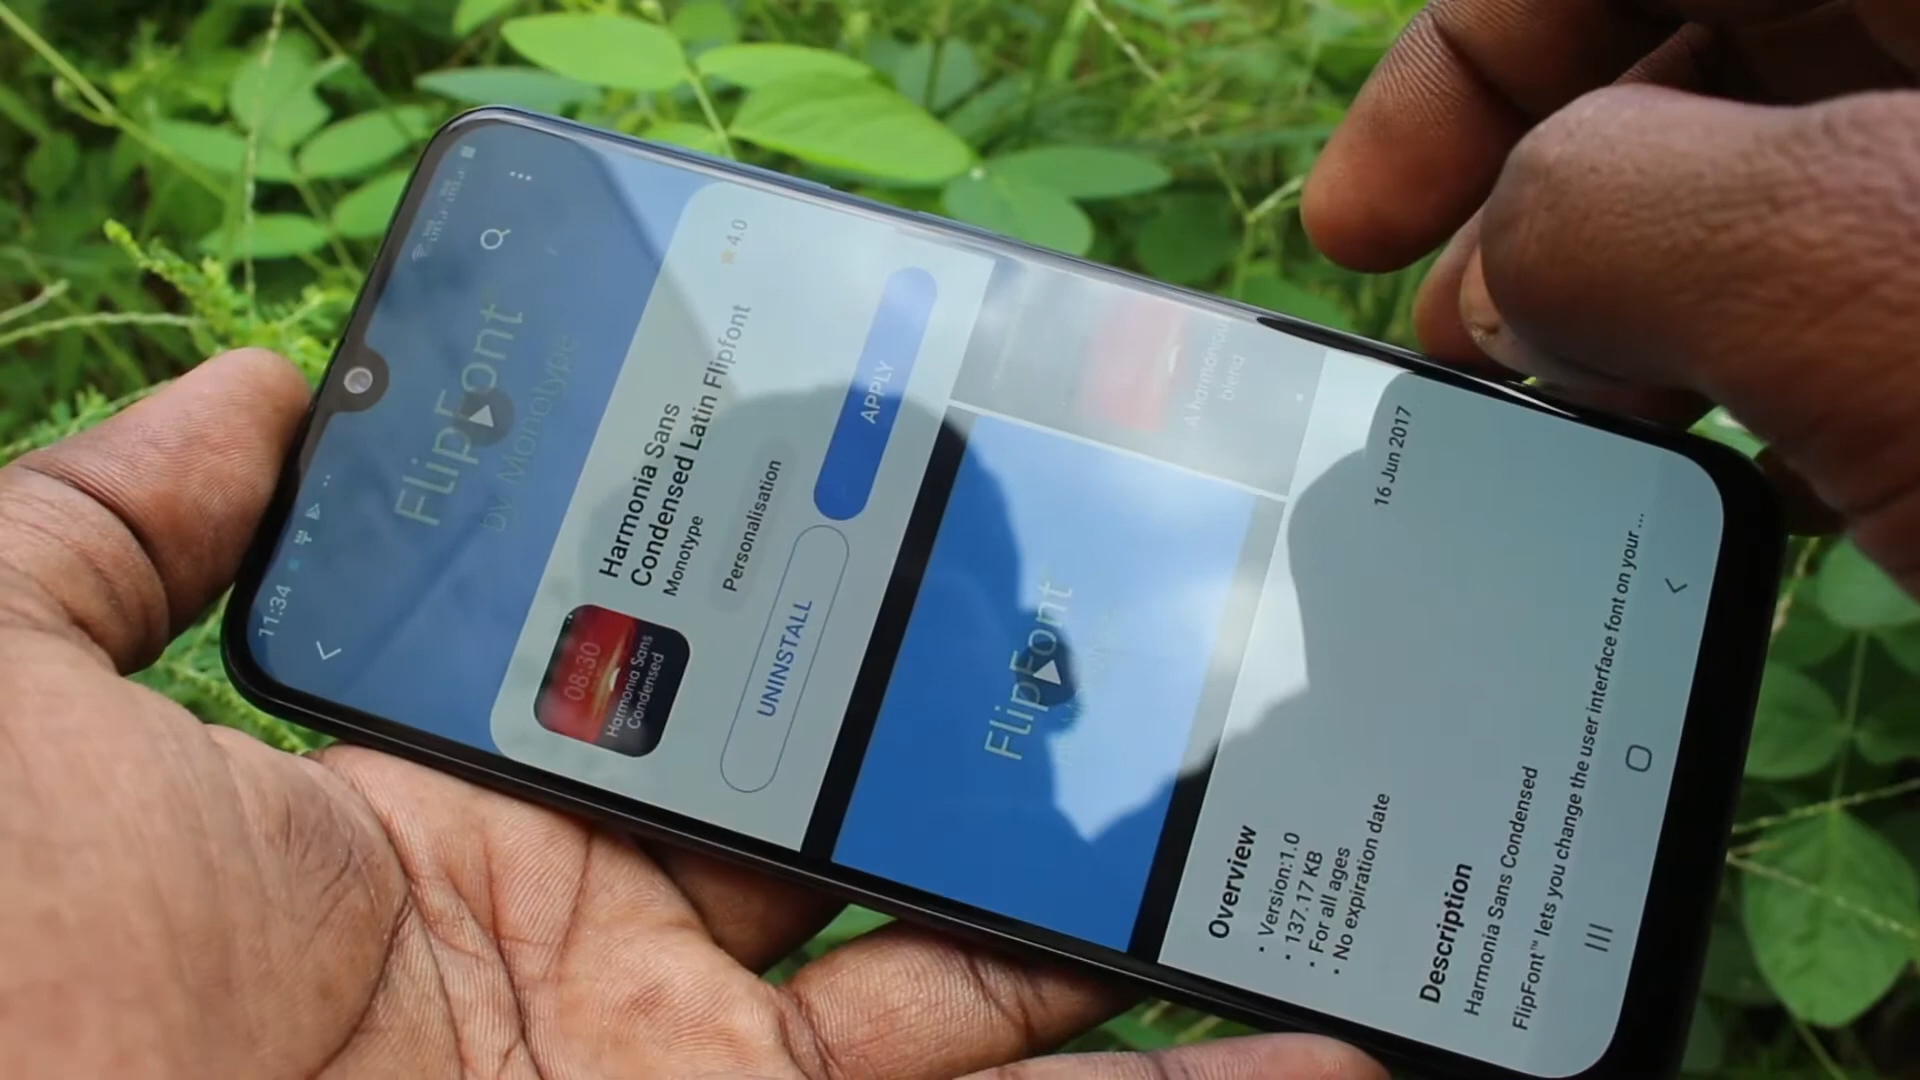 11:34
FlipFont
by Monotype
08:30
Harmonia Sans
Condensed
Harmonia Sans
Condensed Latin Flipfont
Monotype
4.0
Personalisation
UNINSTALL
APPLY
FlipFont
A harmonious
blend
Overview
• Version:1.0
16 Jun 2017
• 137.17 KB
• For all ages
• No expiration date
Description
Harmonia Sans Condensed
FlipFont™ lets you change the user interface font on your ...